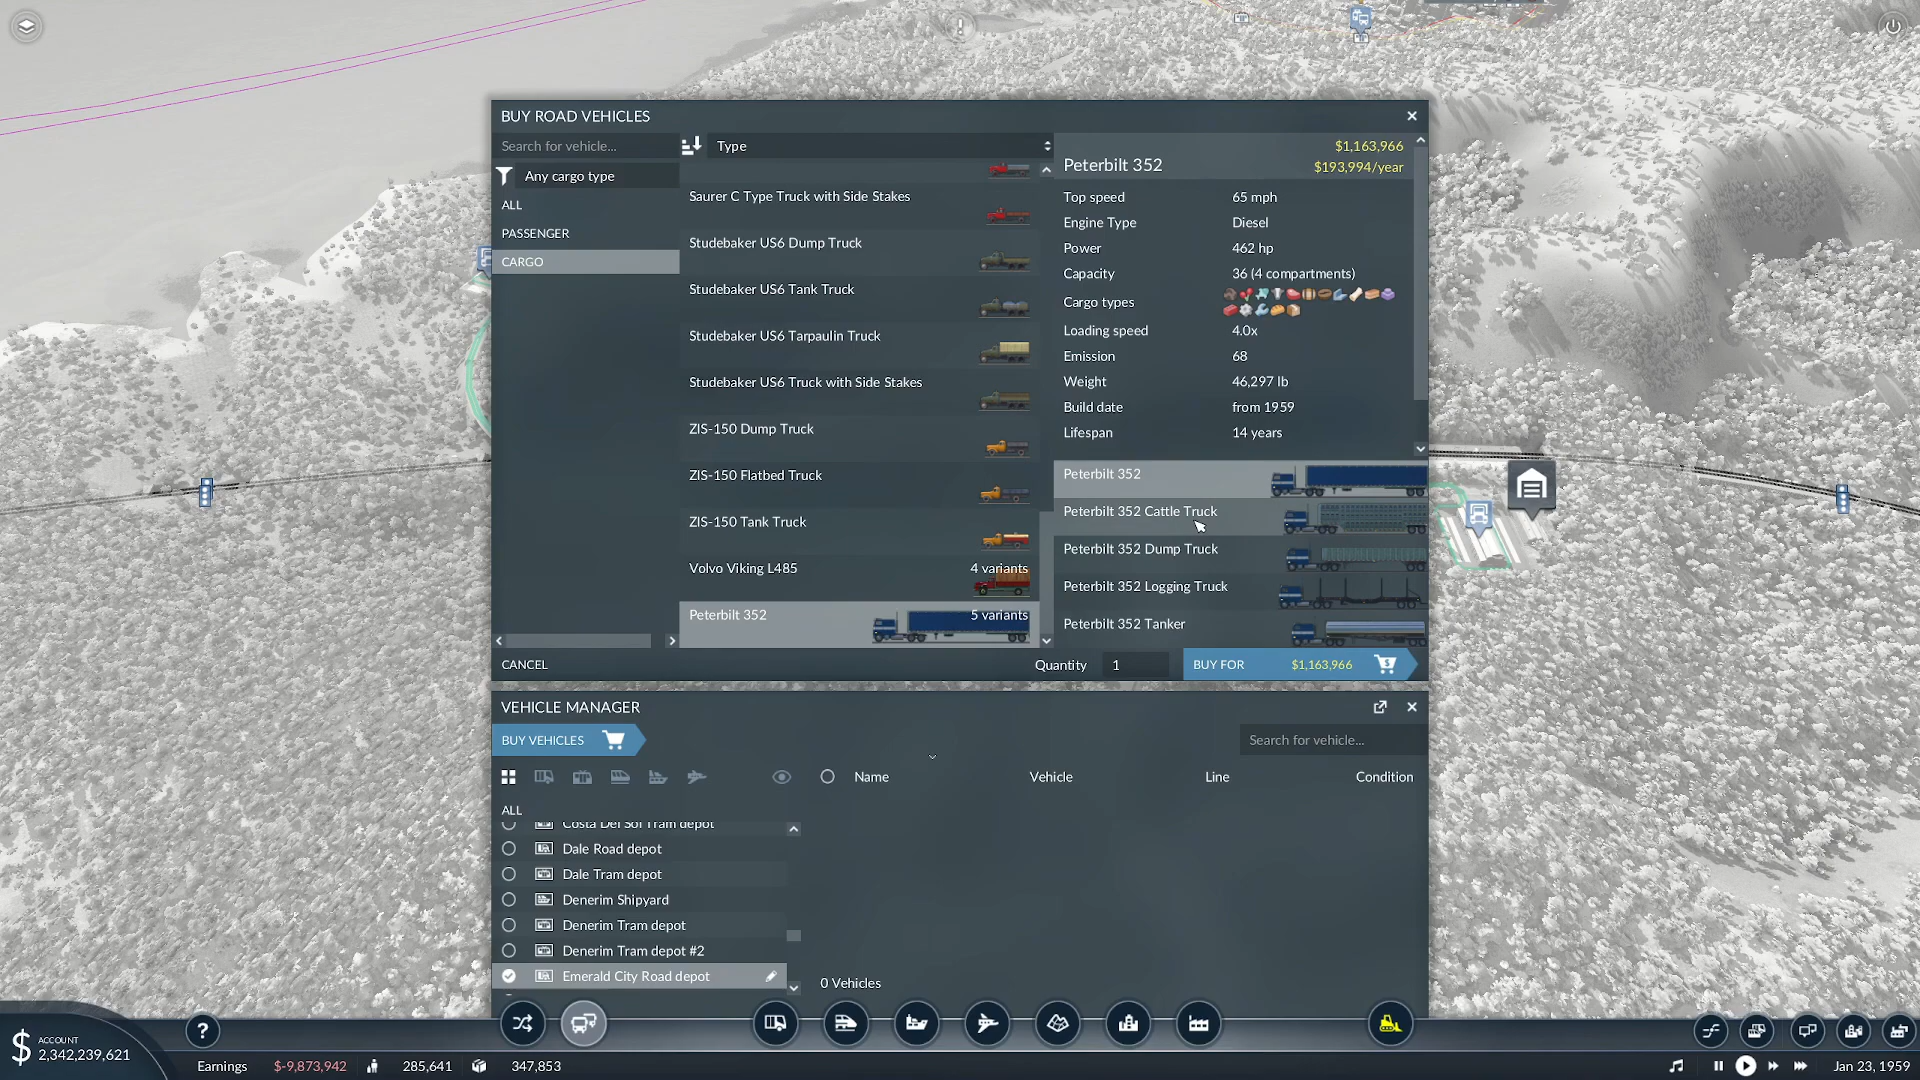 BUY ROAD VEHICLES
Search for vehicle...
Type
Any cargo type
ALL
PASSENGER
CARGO
Saurer C Type Truck with Side Stakes
Studebaker US6 Dump Truck
Studebaker US6 Tank Truck
Studebaker US6 Tarpaulin Truck
Studebaker US6 Truck with Side Stakes
ZIS-150 Dump Truck
ZIS-150 Flatbed Truck
ZIS-150 Tank Truck
Volvo Viking L485 4 variants
Peterbilt 352 5 variants
$1,163,966
Peterbilt 352
$193,994/year
Top speed 65 mph
Engine Type Diesel
Power 462 hp
Capacity 36 (4 compartments)
Cargo types
Loading speed 4.0x
Emission 68
Weight 46,297 lb
Build date from 1959
Lifespan 14 years
Peterbilt 352
Peterbilt 352 Cattle Truck
Peterbilt 352 Dump Truck
Peterbilt 352 Logging Truck
Peterbilt 352 Tanker
CANCEL
Quantity 1
BUY FOR $1,163,966
VEHICLE MANAGER
BUY VEHICLES
Search for vehicle...
Name Vehicle Line Condition
ALL
Costa Del Sol Tram depot
Dale Road depot
Dale Tram depot
Denerim Shipyard
Denerim Tram depot
Denerim Tram depot #2
Emerald City Road depot
0 Vehicles
$ ACCOUNT
2,342,239,621
?
Earnings $-9,873,942 285,641 347,853
Jan 23, 1959